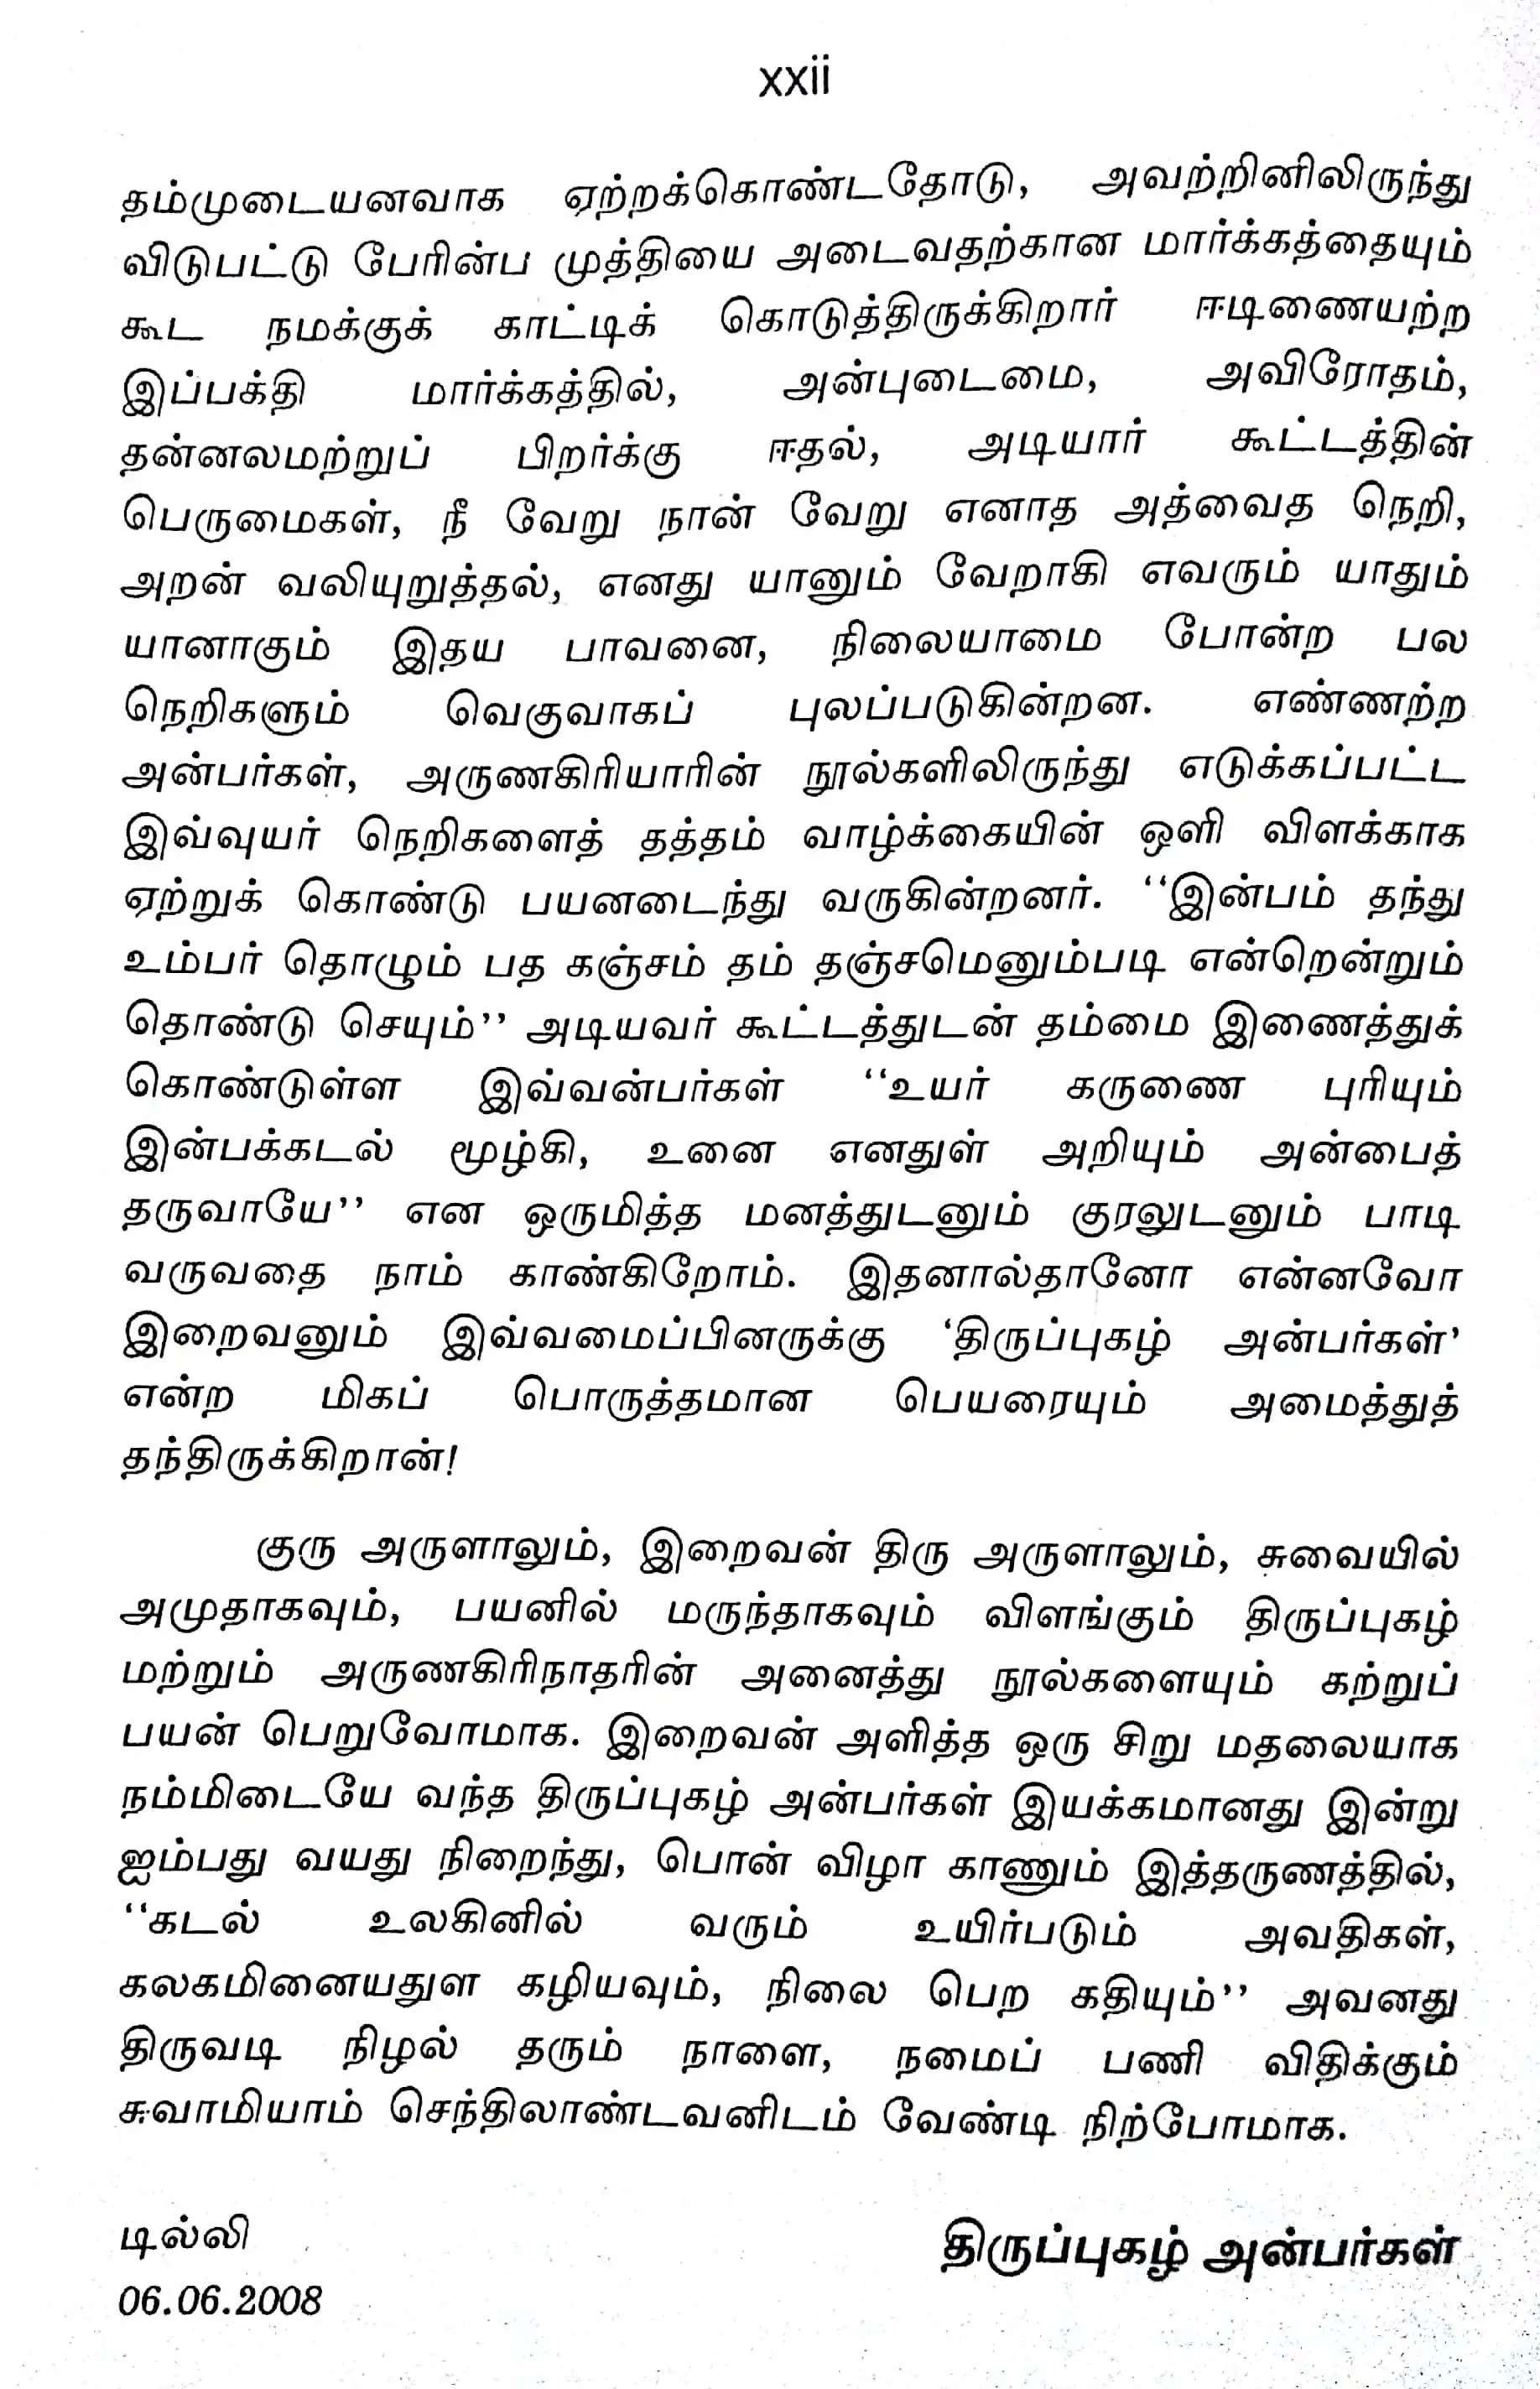 xxii
தம்முடையனவாக ஏற்றக்கொண்டதோடு, அவற்றினிலிருந்து
விடுபட்டு பேரின்ப முத்தியை அடைவதற்கான மார்க்கத்தையும்
கூட நமக்குக் காட்டிக் கொடுத்திருக்கிறார் ஈடிணையற்ற
இப்பக்தி மார்க்கத்தில், அன்புடைமை, அவிரோதம்,
தன்னலமற்றுப் பிறர்க்கு ஈதல், அடியார் கூட்டத்தின்
பெருமைகள், நீ வேறு நான் வேறு எனாத அத்வைத நெறி,
அறன் வலியுறுத்தல், எனது யானும் வேறாகி எவரும் யாதும்
யானாகும் இதய பாவனை, நிலையாமை போன்ற பல
நெறிகளும் வெகுவாகப் புலப்படுகின்றன. எண்ணற்ற
அன்பர்கள், அருணகிரியாரின் நூல்களிலிருந்து எடுக்கப்பட்ட
இவ்வுயர் நெறிகளைத் தத்தம் வாழ்க்கையின் ஒளி விளக்காக
ஏற்றுக் கொண்டு பயனடைந்து வருகின்றனர். “இன்பம் தந்து
உம்பர் தொழும் பத கஞ்சம் தம் தஞ்சமெனும்படி என்றென்றும்
தொண்டு செயும்” அடியவர் கூட்டத்துடன் தம்மை இணைத்துக்
கொண்டுள்ள இவ்வன்பர்கள் “உயர் கருணை புரியும்
இன்பக்கடல் மூழ்கி, உனை எனதுள் அறியும் அன்பைத்
தருவாயே” என ஒருமித்த மனத்துடனும் குரலுடனும் பாடி
வருவதை நாம் காண்கிறோம். இதனால்தானோ என்னவோ
இறைவனும் இவ்வமைப்பினருக்கு ‘திருப்புகழ் அன்பர்கள்’
என்ற மிகப் பொருத்தமான பெயரையும் அமைத்துத்
தந்திருக்கிறான்!
குரு அருளாலும், இறைவன் திரு அருளாலும், சுவையில்
அமுதாகவும், பயனில் மருந்தாகவும் விளங்கும் திருப்புகழ்
மற்றும் அருணகிரிநாதரின் அனைத்து நூல்களையும் கற்றுப்
பயன் பெறுவோமாக. இறைவன் அளித்த ஒரு சிறு மதலையாக
நம்மிடையே வந்த திருப்புகழ் அன்பர்கள் இயக்கமானது இன்று
ஐம்பது வயது நிறைந்து, பொன் விழா காணும் இத்தருணத்தில்,
“கடல் உலகினில் வரும் உயிர்படும் அவதிகள்,
கலகமினையதுள கழியவும், நிலை பெற கதியும்” அவனது
திருவடி நிழல் தரும் நாளை, நமைப் பணி விதிக்கும்
சுவாமியாம் செந்திலாண்டவனிடம் வேண்டி நிற்போமாக.
டில்லி திருப்புகழ் அன்பர்கள்
06.06.2008